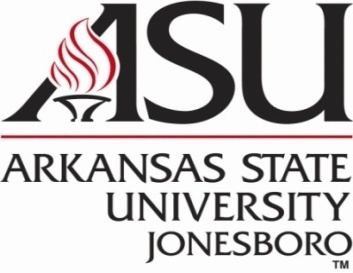 ASU
ARKANSAS STATE
UNIVERSITY
JONESBORO
TM